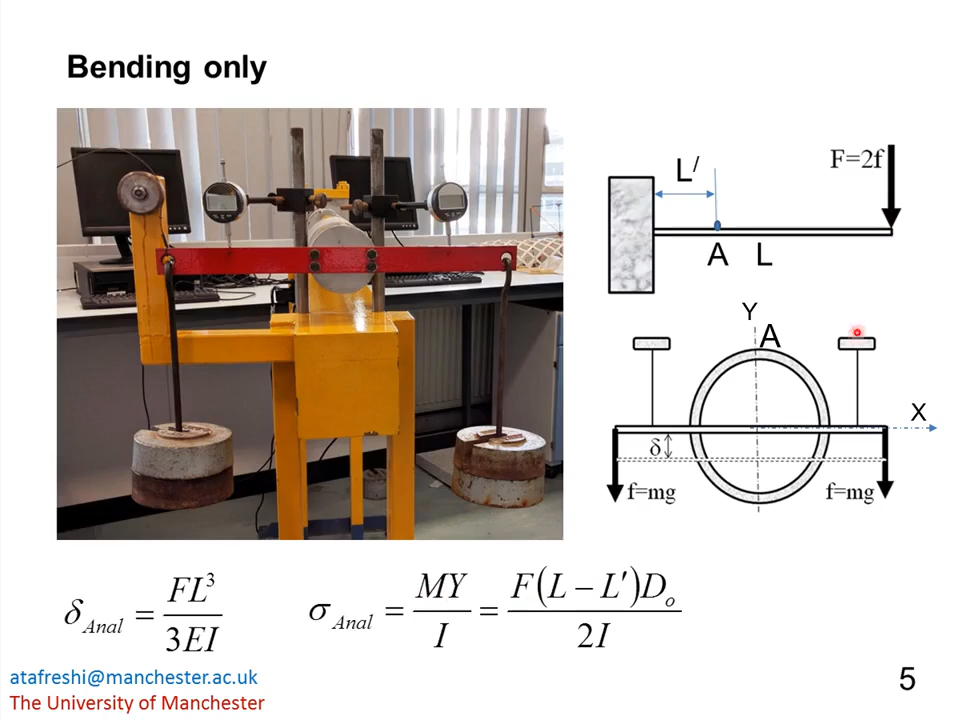 Bending only
L/
F=2f
A L
Y
A
X
δ
f=mg
f=mg
δ_Anal = FL³/3EI
σ_Anal = MY/I = F(L − L′)D_o/2I
atafreshi@manchester.ac.uk
The University of Manchester
5